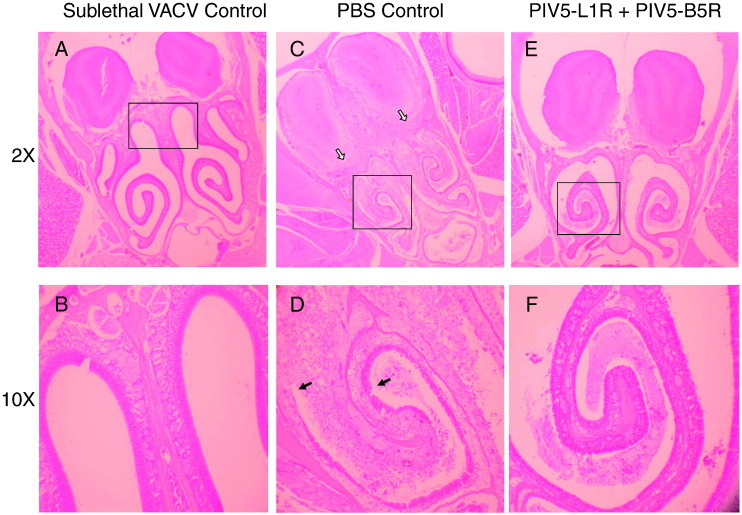 Sublethal VACV Control
PBS Control
PIV5-L1R + PIV5-B5R
A
C
E
2X
B
D
F
10X